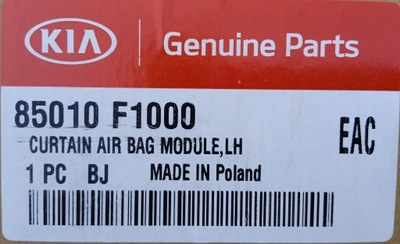 KIA Genuine Parts
85010 F1000
CURTAIN AIR BAG MODULE,LH
EAC
1 PC BJ MADE IN Poland